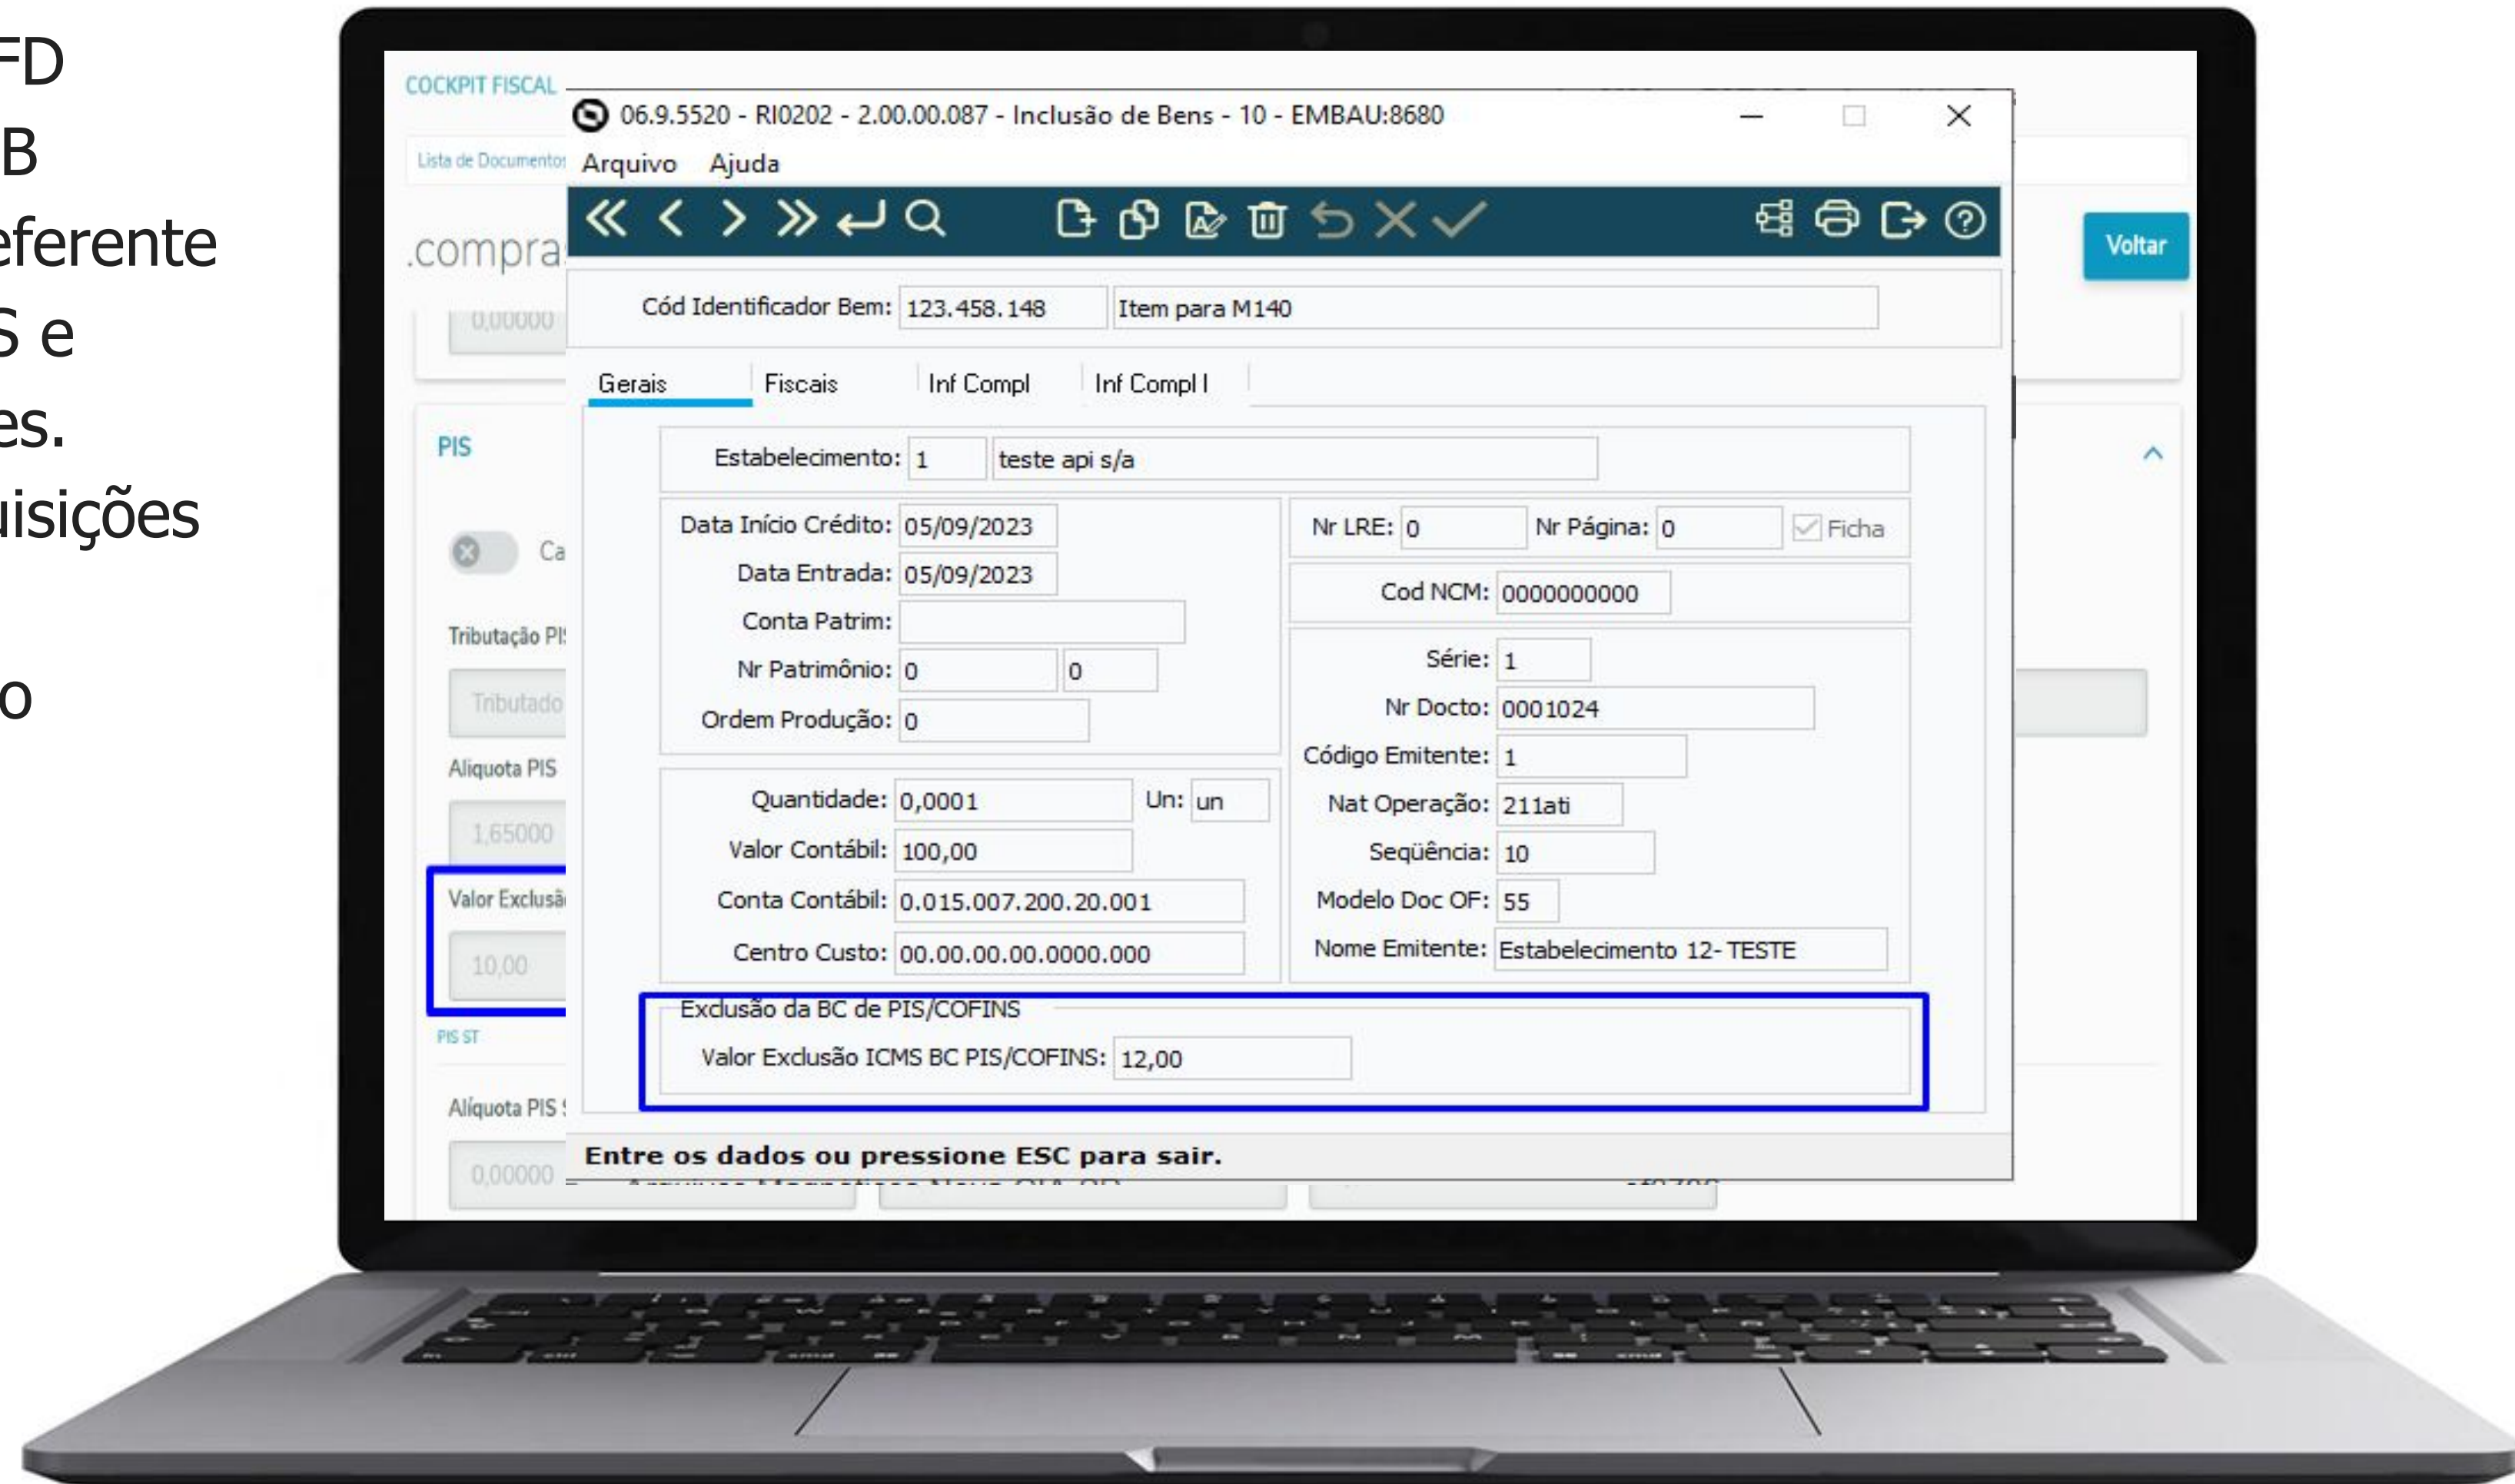 FD
B
eferente
S e
es.
uisições
o
COCKPIT FISCAL
Lista de Documentos
.compra
Voltar
0,00000
PIS
Ca
Tributação PIS
Tributado
Aliquota PIS
1,65000
Valor Exclusã
10,00
PIS ST
Alíquota PIS S
0,00000
06.9.5520 - RI0202 - 2.00.00.087 - Inclusão de Bens - 10 - EMBAU:8680
Arquivo Ajuda
Cód Identificador Bem: 123.458.148 Item para M140
Gerais Fiscais Inf Compl Inf Compl I
Estabelecimento: 1 teste api s/a
Data Início Crédito: 05/09/2023
Data Entrada: 05/09/2023
Conta Patrim:
Nr Patrimônio: 0 0
Ordem Produção: 0
Nr LRE: 0 Nr Página: 0 Ficha
Cod NCM: 0000000000
Série: 1
Nr Docto: 0001024
Código Emitente: 1
Nat Operação: 211ati
Seqüência: 10
Modelo Doc OF: 55
Nome Emitente: Estabelecimento 12- TESTE
Quantidade: 0,0001 Un: un
Valor Contábil: 100,00
Conta Contábil: 0.015.007.200.20.001
Centro Custo: 00.00.00.00.0000.000
Exclusão da BC de PIS/COFINS
Valor Exclusão ICMS BC PIS/COFINS: 12,00
Entre os dados ou pressione ESC para sair.